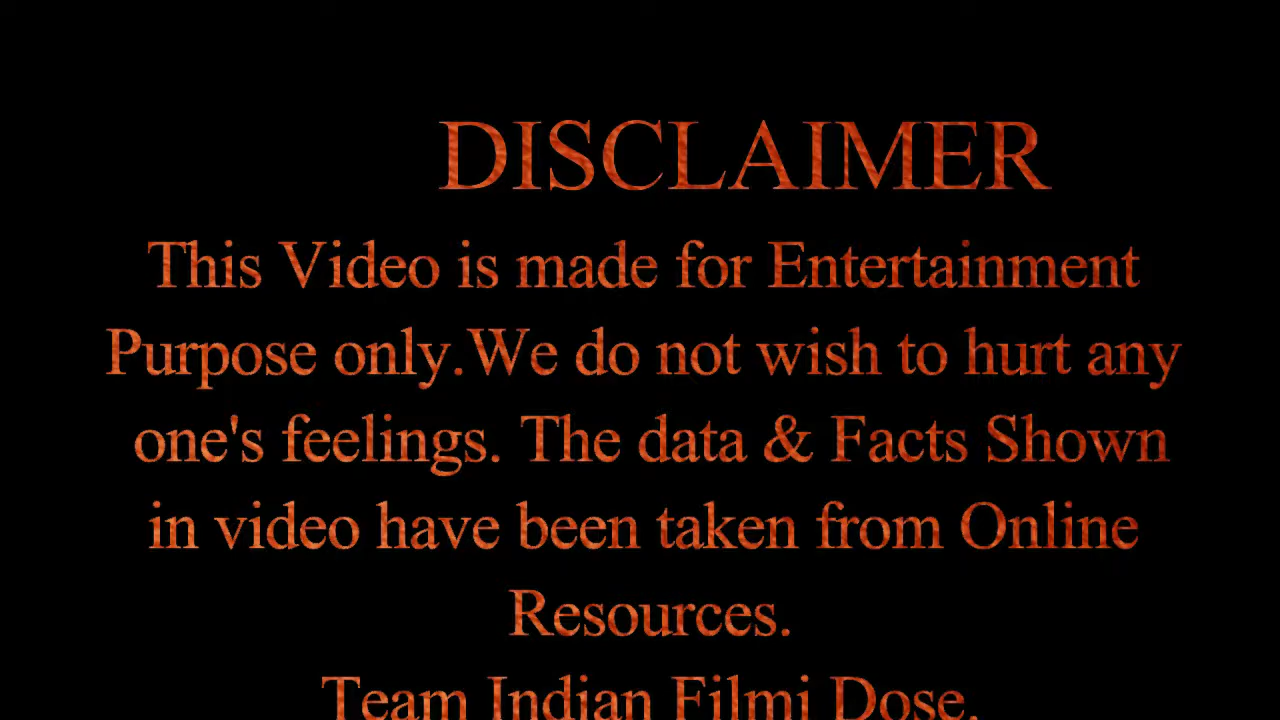 DISCLAIMER
This Video is made for Entertainment
Purpose only.We do not wish to hurt any
one's feelings. The data & Facts Shown
in video have been taken from Online
Resources.
Team Indian Filmi Dose.